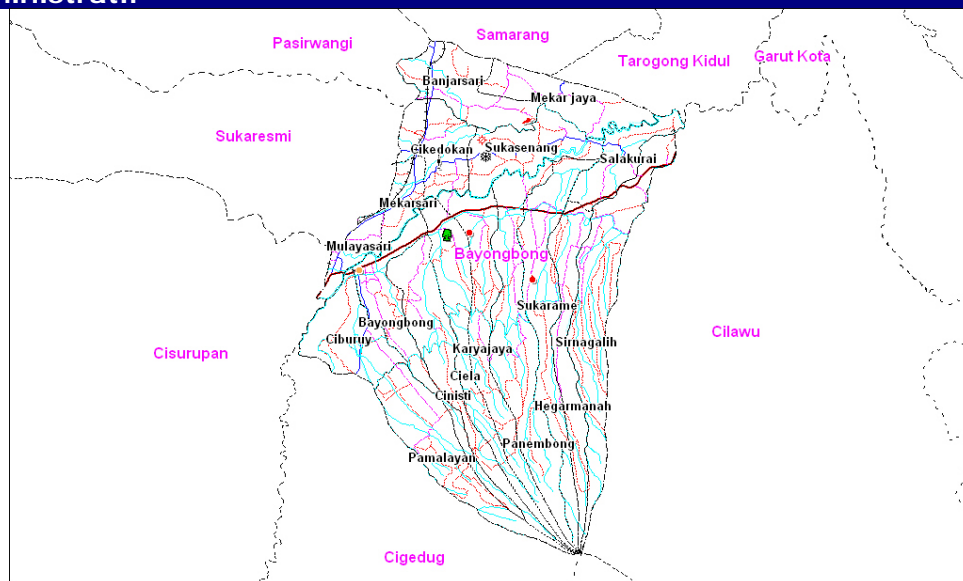 Samarang
Pasirwangi
Garut Kota
Tarogong Kidul
Banjarsari
Mekar jaya
Sukaresmi
Cikedokan
Sukasenang
Salakurai
Mekarsari
Mulayasari
Bayongbong
Sukarame
Bayongbong
Cilawu
Ciburuy
Sirnagalih
Karyajaya
Cisurupan
Ciela
Cinisti
Hegarmanah
Panembong
Pamalayan
Cigedug